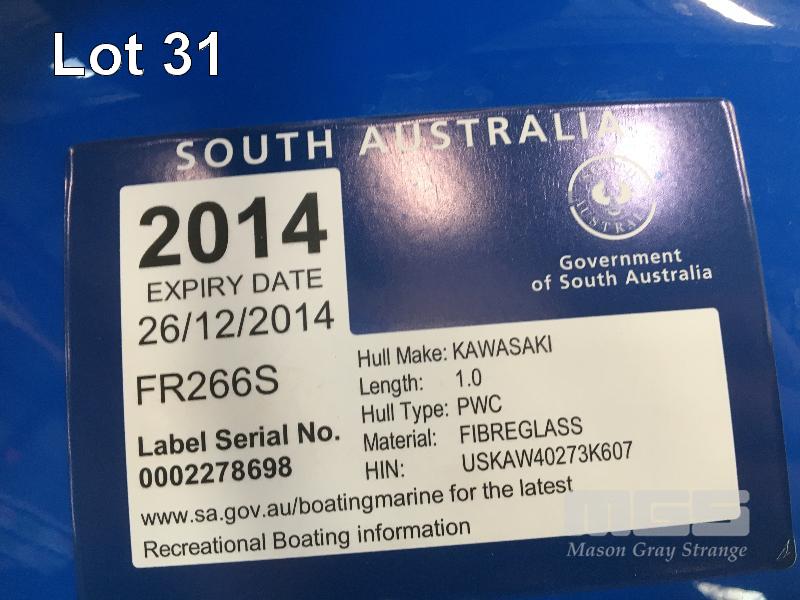 Lot 31
SOUTH AUSTRALIA
2014
EXPIRY DATE
26/12/2014
FR266S
Label Serial No.
0002278698
Government
of South Australia
Hull Make: KAWASAKI
Length: 1.0
Hull Type: PWC
Material: FIBREGLASS
HIN: USKAW40273K607
www.sa.gov.au/boatingmarine for the latest
Recreational Boating information
MGS
Mason Gray Strange